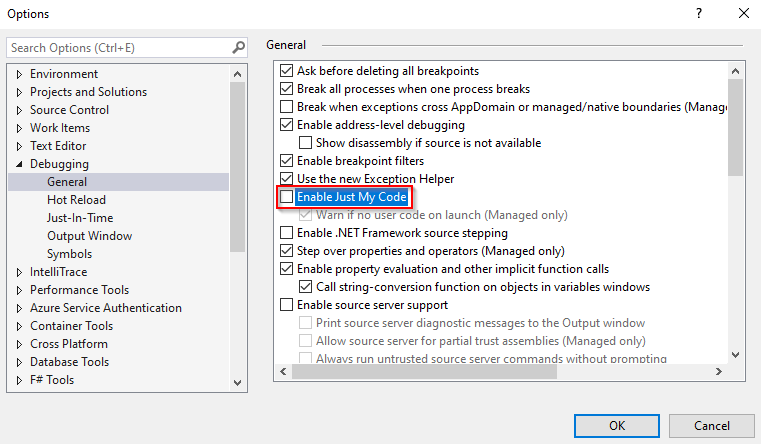 Options
Search Options (Ctrl+E)
Environment
Projects and Solutions
Source Control
Work Items
Text Editor
Debugging
General
Hot Reload
Just-In-Time
Output Window
Symbols
IntelliTrace
Performance Tools
Azure Service Authentication
Container Tools
Cross Platform
Database Tools
F# Tools
General
Ask before deleting all breakpoints
Break all processes when one process breaks
Break when exceptions cross AppDomain or managed/native boundaries (Manag
Enable address-level debugging
Show disassembly if source is not available
Enable breakpoint filters
Use the new Exception Helper
Enable Just My Code
Warn if no user code on launch (Managed only)
Enable .NET Framework source stepping
Step over properties and operators (Managed only)
Enable property evaluation and other implicit function calls
Call string-conversion function on objects in variables windows
Enable source server support
Print source server diagnostic messages to the Output window
Allow source server for partial trust assemblies (Managed only)
Always run untrusted source server commands without prompting
OK
Cancel